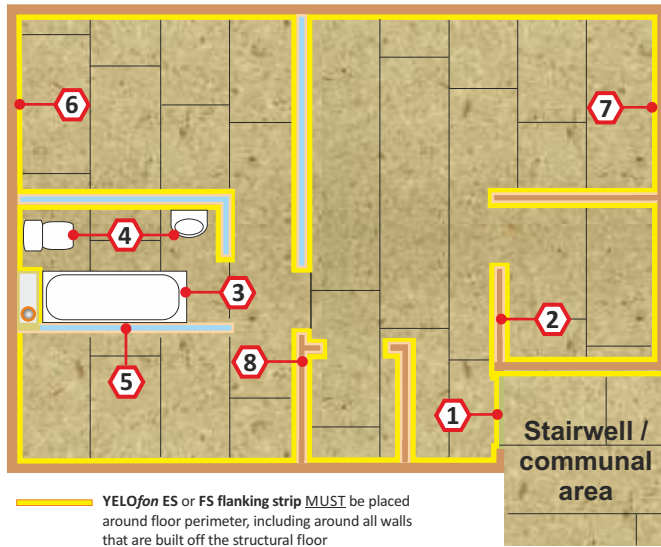 6
7
4
3
2
8
5
1
Stairwell /
communal
area
YELOfon ES or FS flanking strip MUST be placed
around floor perimeter, including around all walls
that are built off the structural floor